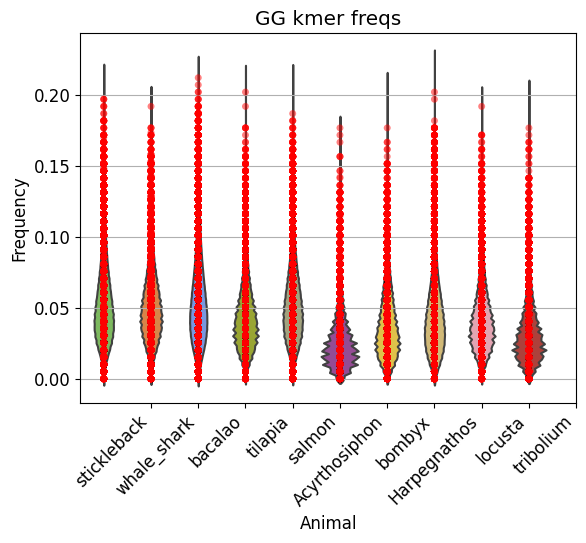 GG kmer freqs
Frequency
0.20
0.15
0.10
0.05
0.00
stickleback
whale_shark
bacalao
tilapia
salmon
Acyrthosiphon
bombyx
Harpegnathos
locusta
tribolium
Animal